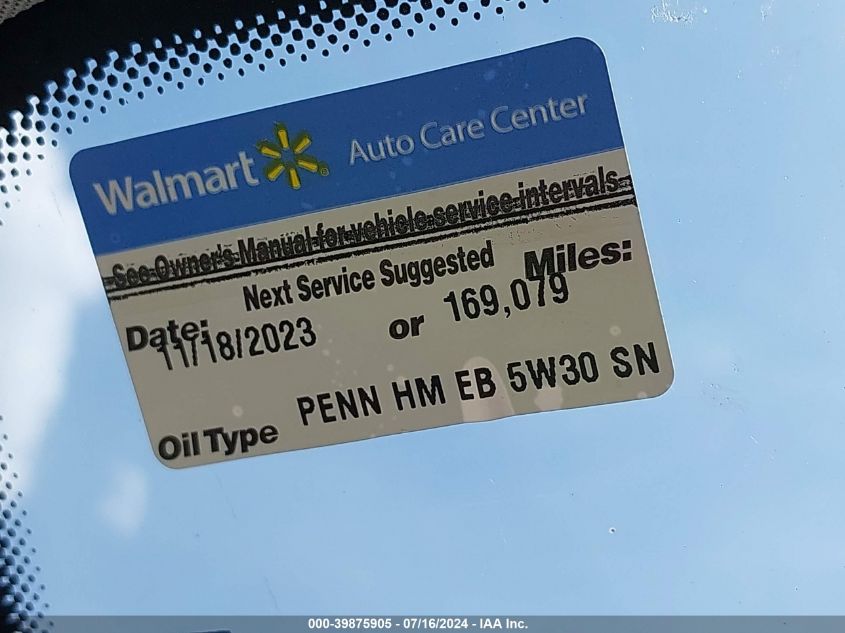 Walmart Auto Care Center
See Owner's Manual for vehicle service intervals
Next Service Suggested
Date: Miles:
11/18/2023 or 169,079
Oil Type PENN HM EB 5W30 SN
000-39875905 - 07/16/2024 - IAA Inc.